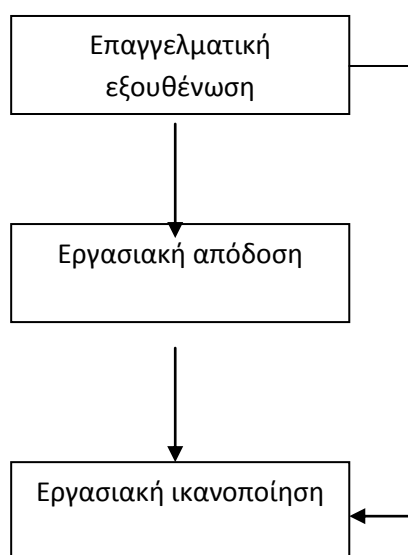 Επαγγελματική
εξουθένωση
Εργασιακή απόδοση
Εργασιακή ικανοποίηση